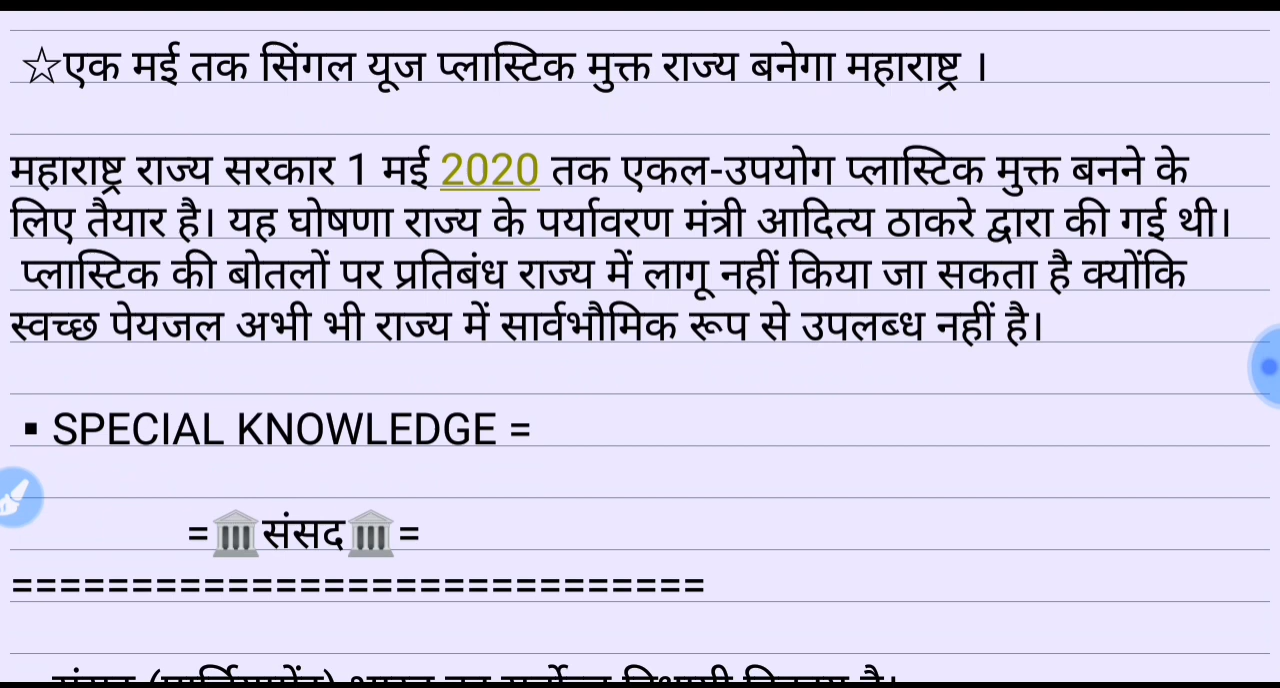 ☆एक मई तक सिंगल यूज प्लास्टिक मुक्त राज्य बनेगा महाराष्ट्र ।
महाराष्ट्र राज्य सरकार 1 मई 2020 तक एकल-उपयोग प्लास्टिक मुक्त बनने के
लिए तैयार है। यह घोषणा राज्य के पर्यावरण मंत्री आदित्य ठाकरे द्वारा की गई थी।
प्लास्टिक की बोतलों पर प्रतिबंध राज्य में लागू नहीं किया जा सकता है क्योंकि
स्वच्छ पेयजल अभी भी राज्य में सार्वभौमिक रूप से उपलब्ध नहीं है।
▪ SPECIAL KNOWLEDGE =
=🏛संसद🏛=
=============================